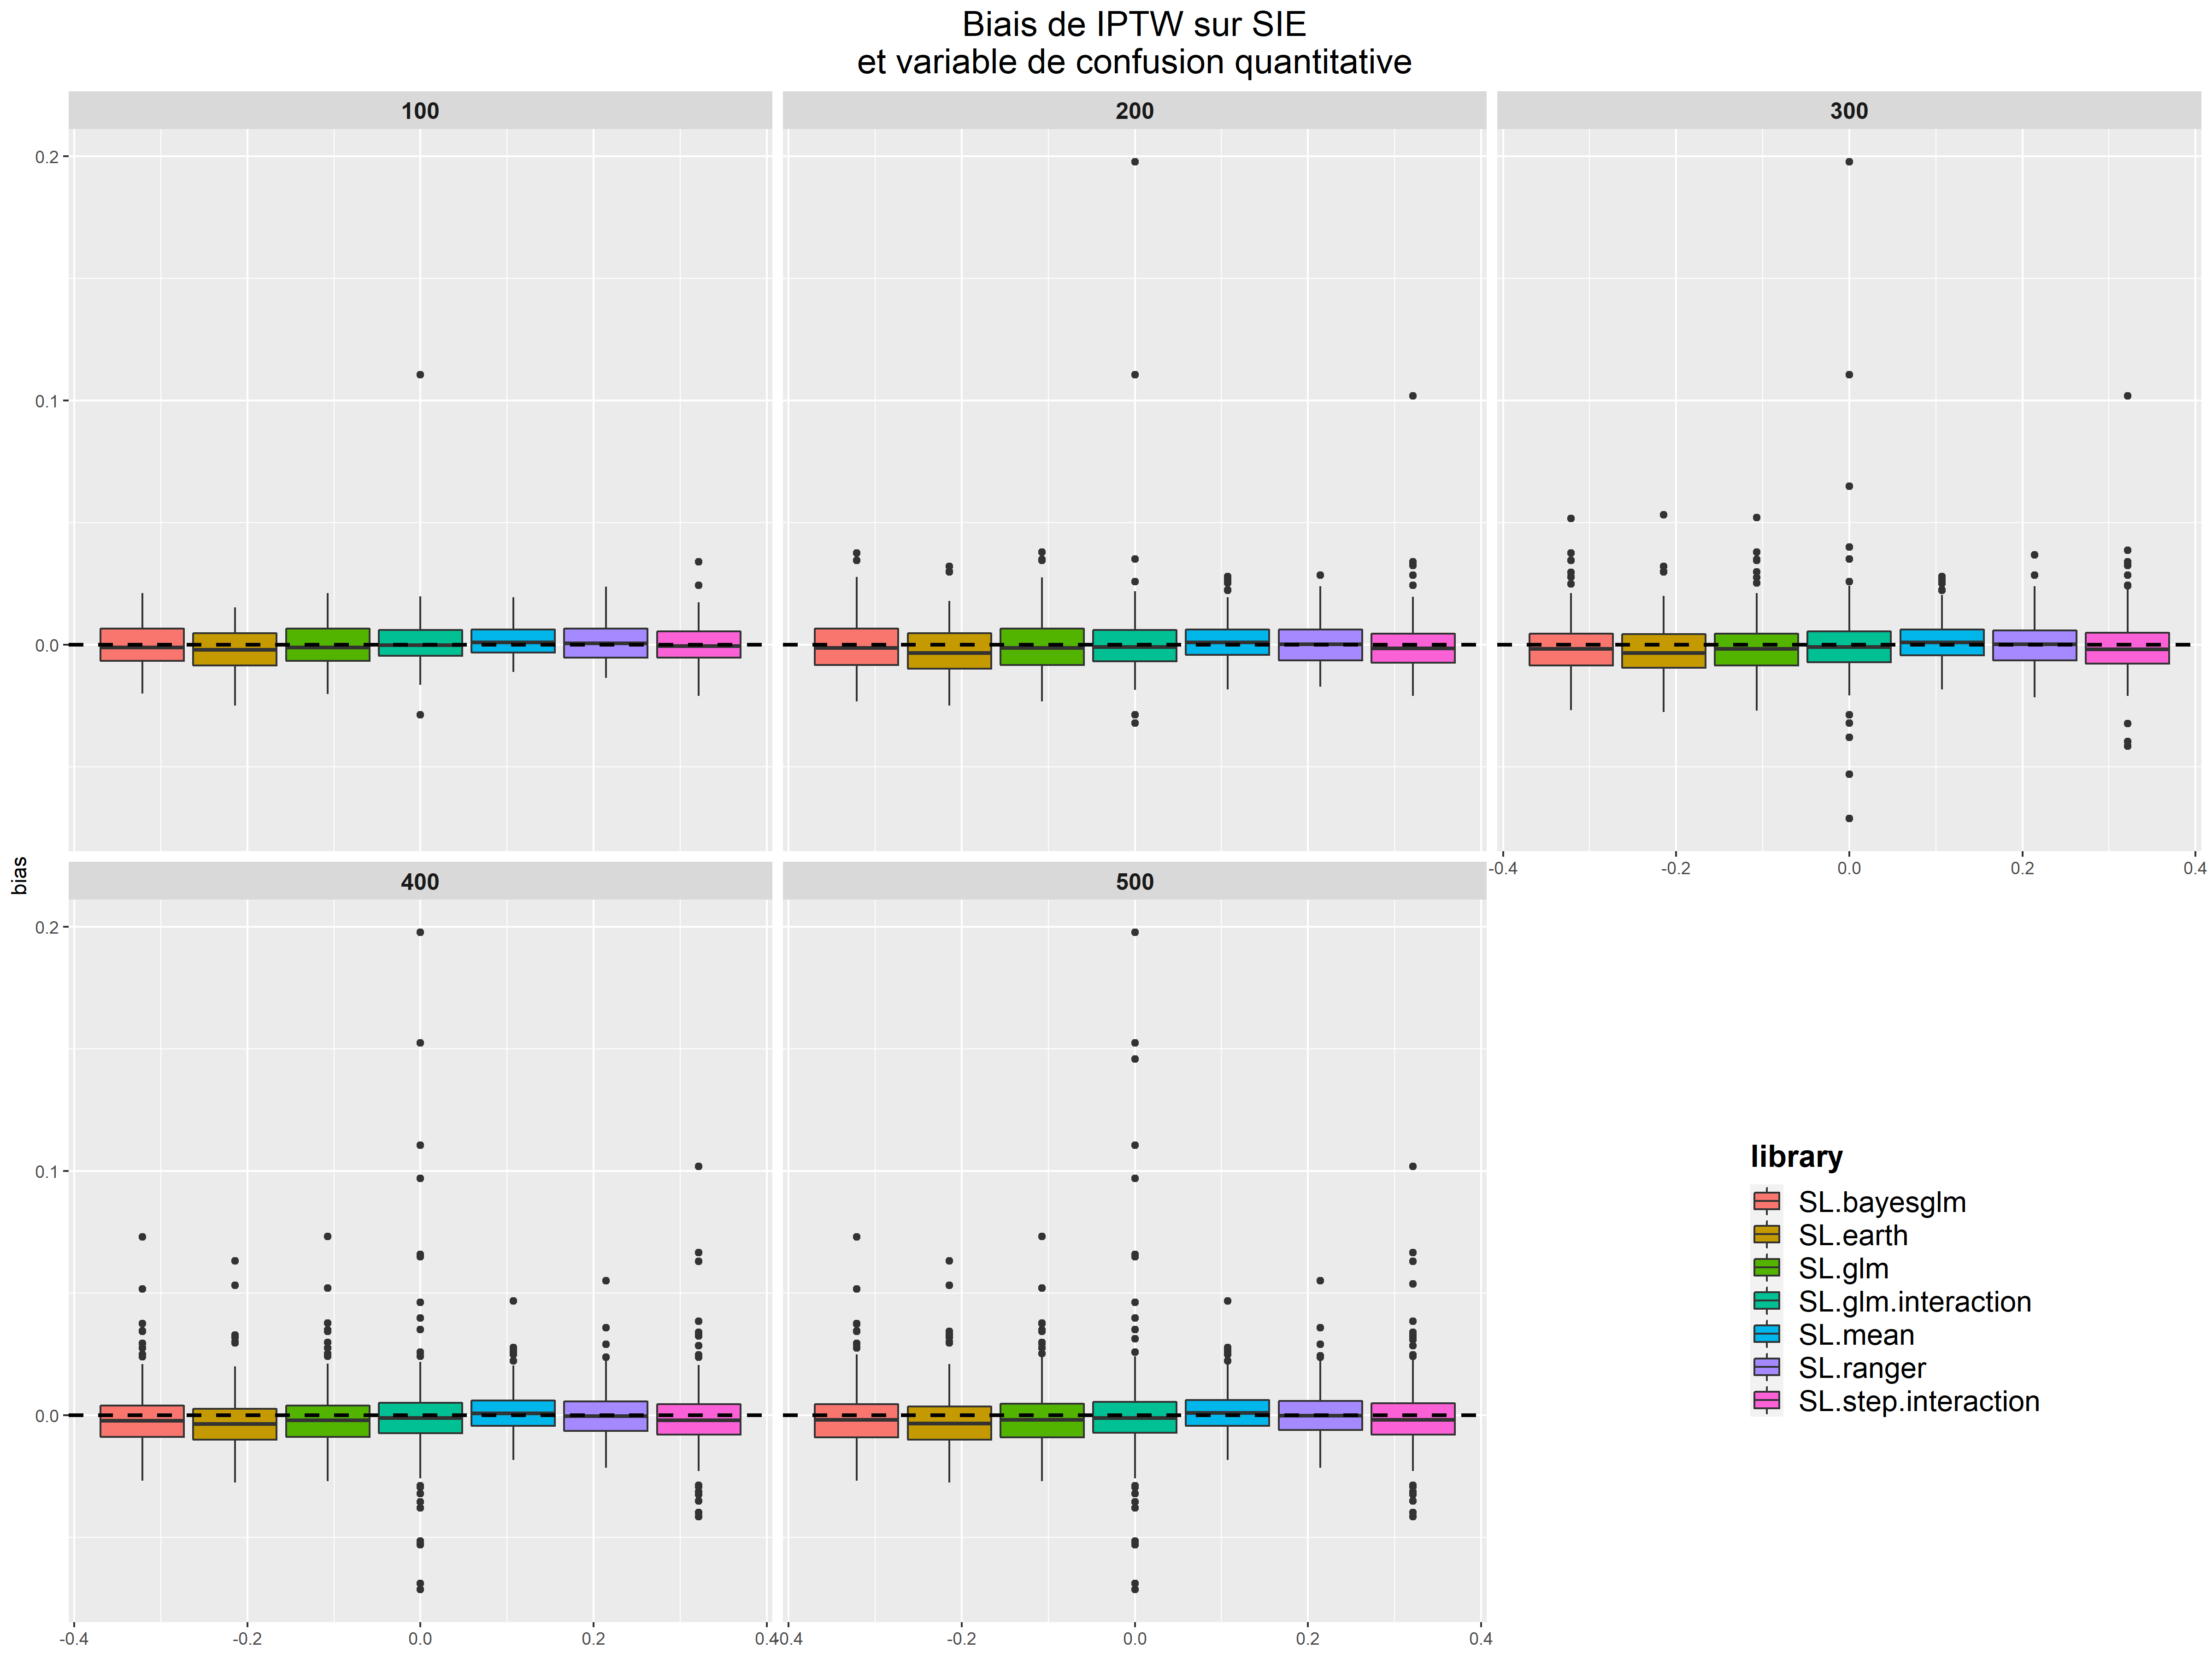 Biais de IPTW sur SIE
et variable de confusion quantitative
100
200
300
0.2
0.1
0.0
-0.4
-0.2
0.0
0.2
0.4
bias
400
500
0.2
0.1
0.0
-0.4
-0.2
0.0
0.2
0.4
-0.4
-0.2
0.0
0.2
0.4
library
SL.bayesglm
SL.earth
SL.glm
SL.glm.interaction
SL.mean
SL.ranger
SL.step.interaction